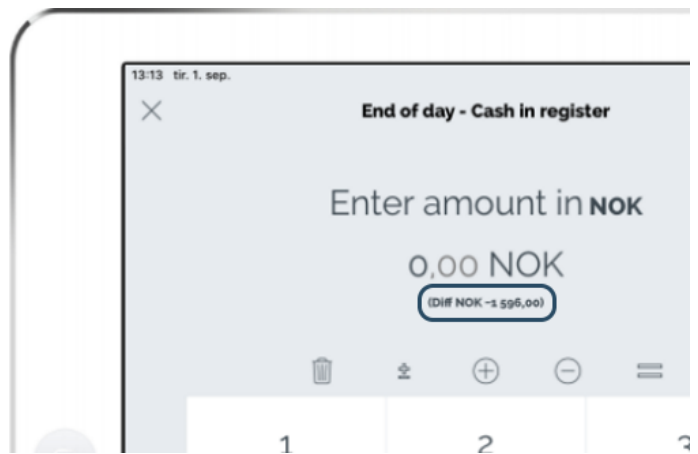 13:13 tir. 1. sep.
End of day - Cash in register
Enter amount in NOK
0,00 NOK
(Diff NOK -1 596,00)
1 2 3